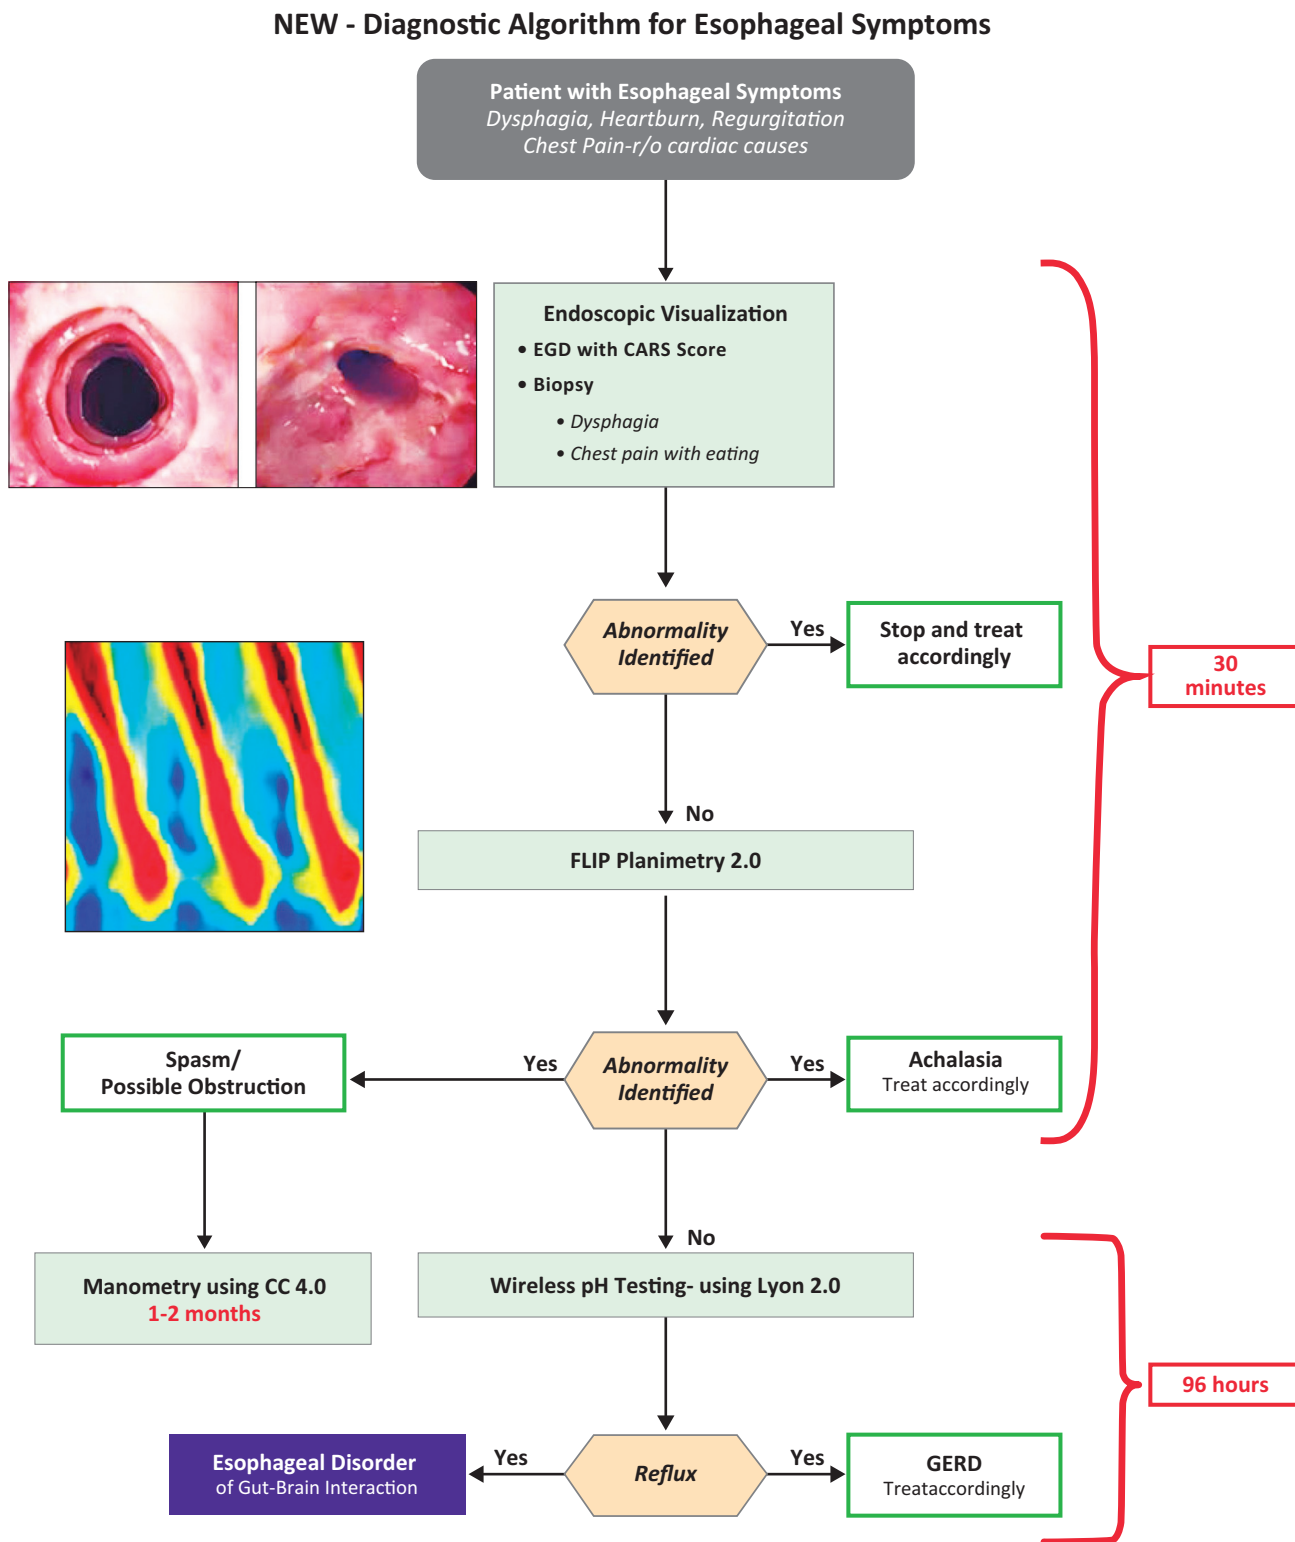 NEW - Diagnostic Algorithm for Esophageal Symptoms
Patient with Esophageal Symptoms
Dysphagia, Heartburn, Regurgitation
Chest Pain-r/o cardiac causes
Endoscopic Visualization
• EGD with CARS Score
• Biopsy
• Dysphagia
• Chest pain with eating
Abnormality
Identified
Yes
Stop and treat
accordingly
30
minutes
No
FLIP Planimetry 2.0
Spasm/
Possible Obstruction
Yes
Abnormality
Identified
Yes
Achalasia
Treat accordingly
No
Manometry using CC 4.0
1-2 months
Wireless pH Testing- using Lyon 2.0
96 hours
Esophageal Disorder
of Gut-Brain Interaction
Yes
Reflux
Yes
GERD
Treataccordingly